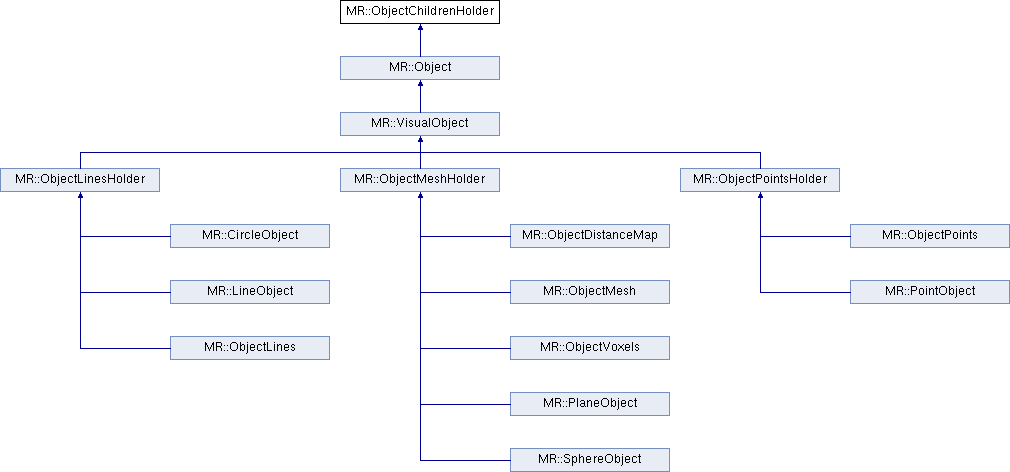 MR::ObjectChildrenHolder
MR::Object
MR::VisualObject
MR::ObjectLinesHolder
MR::ObjectMeshHolder
MR::ObjectPointsHolder
MR::CircleObject
MR::ObjectDistanceMap
MR::ObjectPoints
MR::LineObject
MR::ObjectMesh
MR::PointObject
MR::ObjectLines
MR::ObjectVoxels
MR::PlaneObject
MR::SphereObject